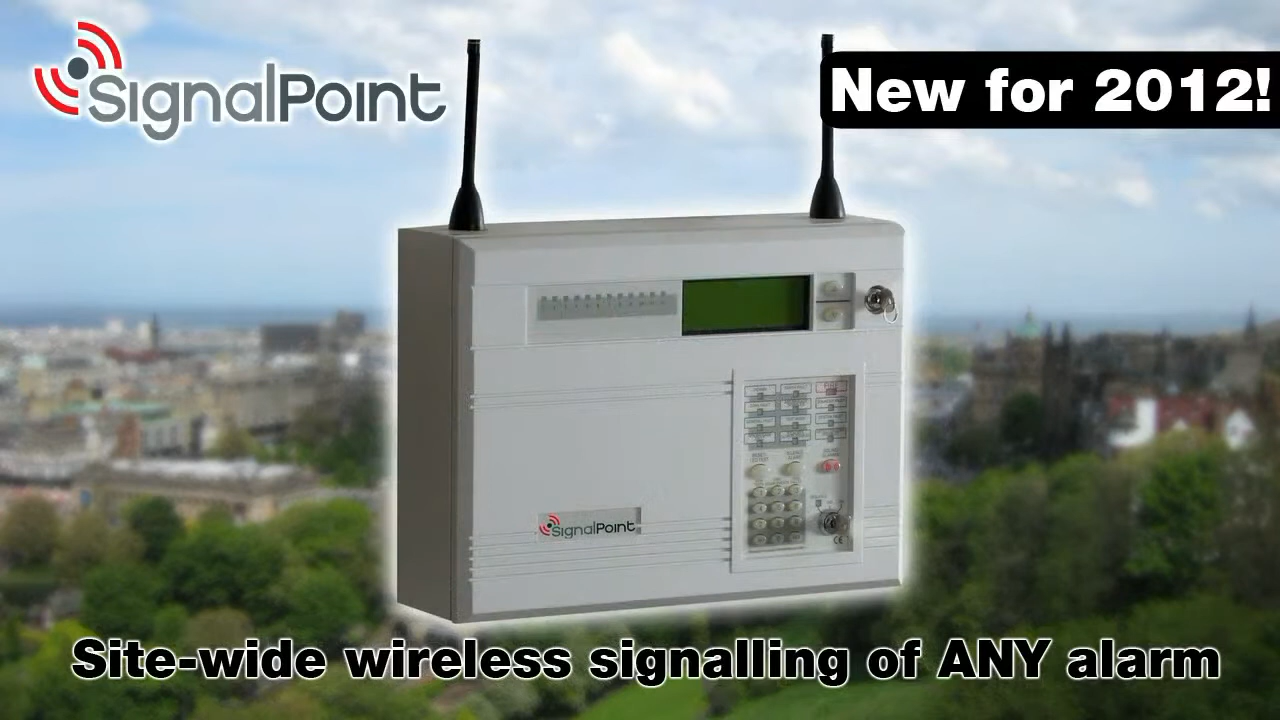 SignalPoint
New for 2012!
SignalPoint
CE
Site-wide wireless signalling of ANY alarm